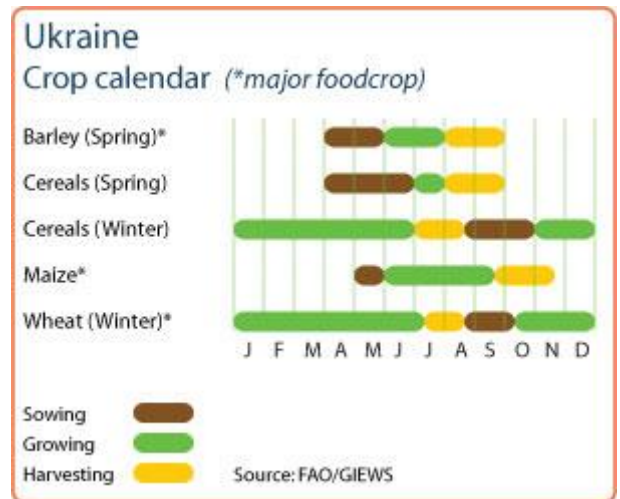 Ukraine
Crop calendar (*major foodcrop)
Barley (Spring)*
Cereals (Spring)
Cereals (Winter)
Maize*
Wheat (Winter)*
J F M A M J J A S O N D
Sowing
Growing
Harvesting Source: FAO/GIEWS